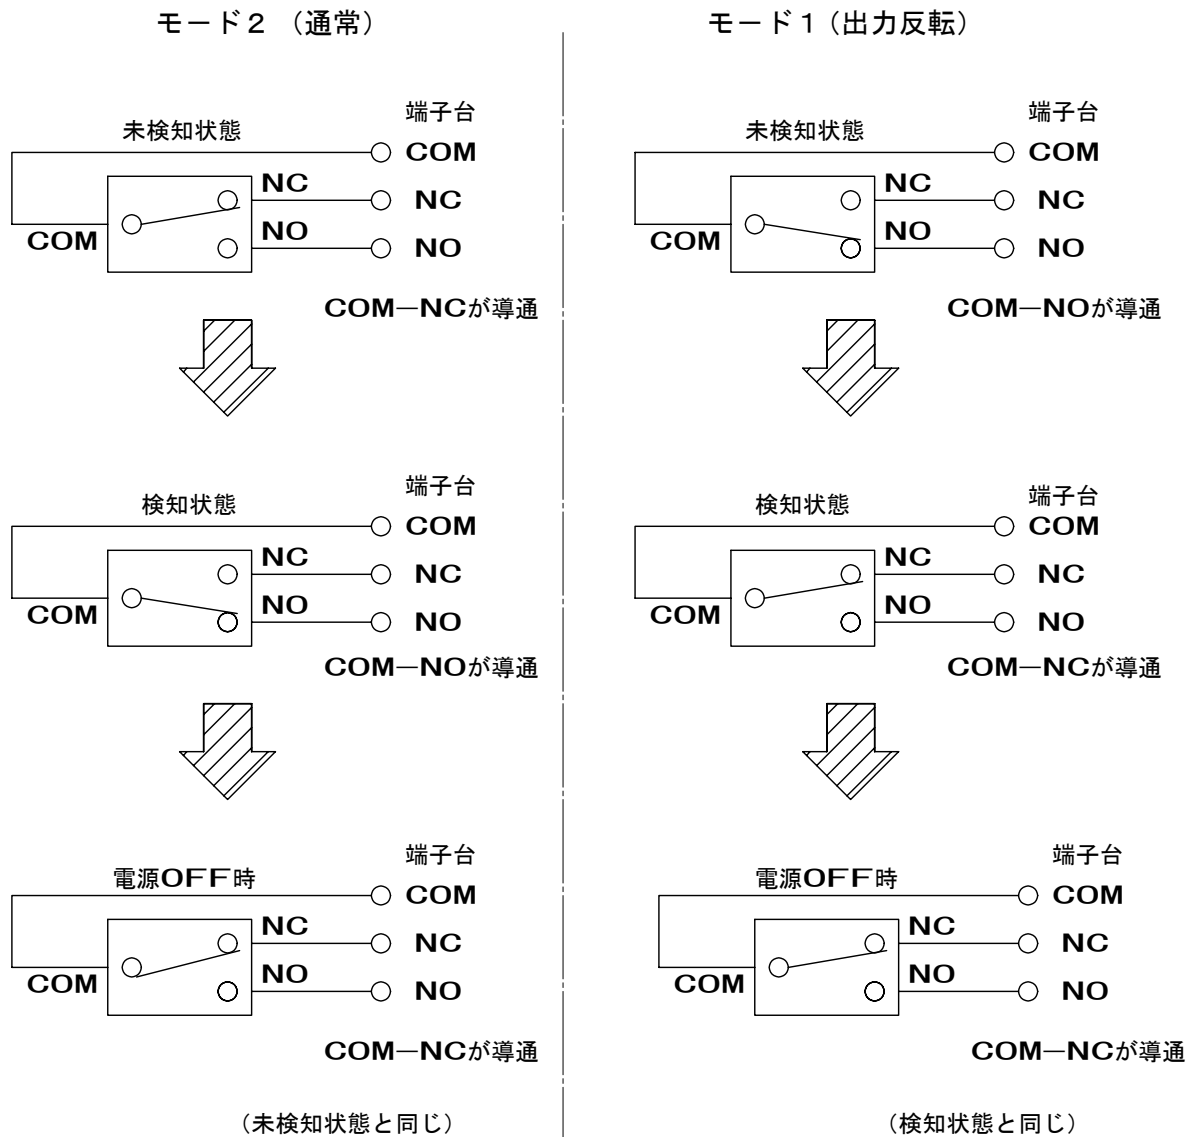 モード２ （通常）
未検知状態
端子台
COM
NC
NC
COM
NO
NO
COM―NCが導通
検知状態
端子台
COM
NC
NC
COM
NO
NO
COM―NOが導通
電源OFF時
端子台
COM
NC
NC
COM
NO
NO
COM―NCが導通
（未検知状態と同じ）
モード１（出力反転）
未検知状態
端子台
COM
NC
NC
COM
NO
NO
COM―NOが導通
検知状態
端子台
COM
NC
NC
COM
NO
NO
COM―NCが導通
電源OFF時
端子台
COM
NC
NC
COM
NO
NO
COM―NCが導通
（検知状態と同じ）